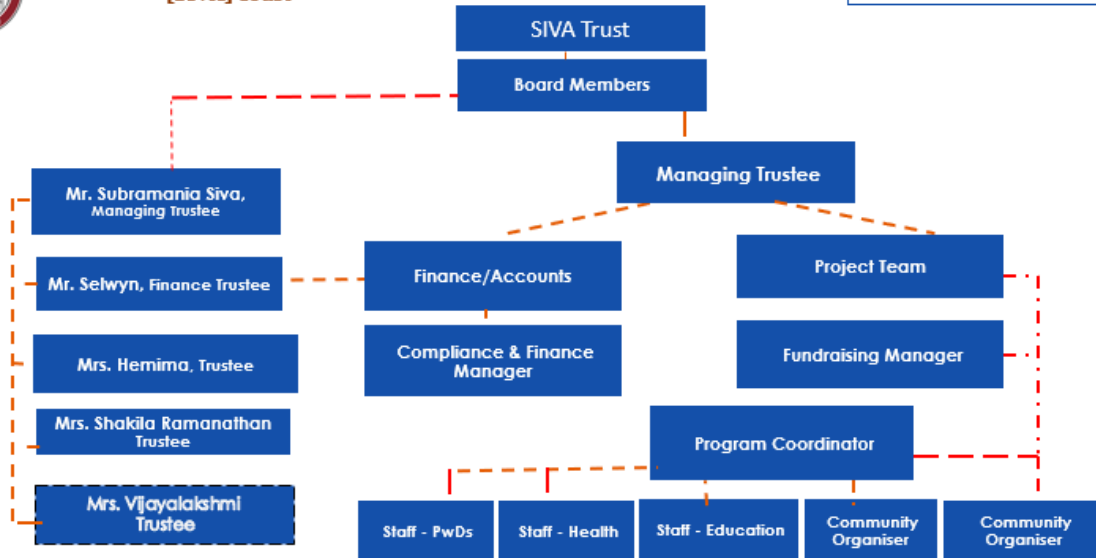 SIVA Trust
Board Members
Managing Trustee
Mr. Subramania Siva,
Managing Trustee
Mr. Selwyn, Finance Trustee
Mrs. Hemima, Trustee
Mrs. Shakila Ramanathan
Trustee
Mrs. Vijayalakshmi
Trustee
Finance/Accounts
Compliance & Finance
Manager
Project Team
Fundraising Manager
Program Coordinator
Staff - PwDs
Staff - Health
Staff - Education
Community
Organiser
Community
Organiser